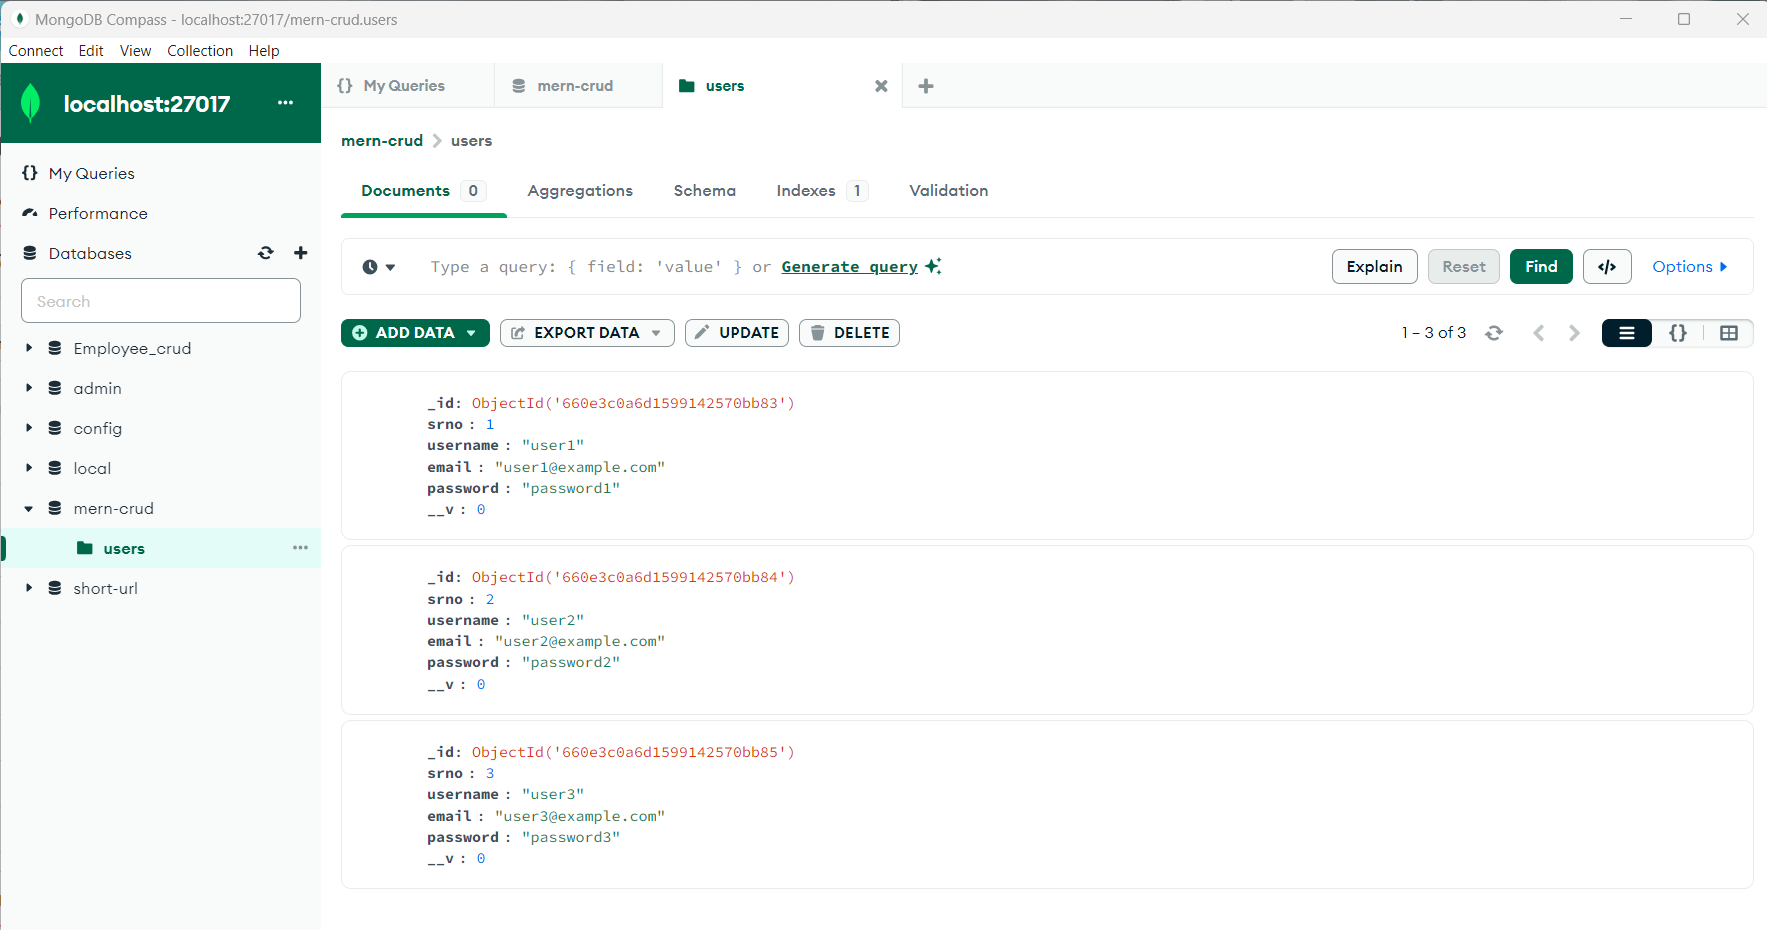 MongoDB Compass - localhost:27017/mern-crud.users
Connect Edit View Collection Help
localhost:27017
{} My Queries
mern-crud
users
{} My Queries
Performance
Databases
Search
Employee_crud
admin
config
local
mern-crud
users
short-url
mern-crud > users
Documents 0 Aggregations Schema Indexes 1 Validation
Type a query: { field: 'value' } or Generate query
Explain Reset Find </> Options
ADD DATA EXPORT DATA UPDATE DELETE 1 – 3 of 3 {}
_id: ObjectId('660e3c0a6d1599142570bb83')
srno : 1
username : "user1"
email : "user1@example.com"
password : "password1"
__v : 0
_id: ObjectId('660e3c0a6d1599142570bb84')
srno : 2
username : "user2"
email : "user2@example.com"
password : "password2"
__v : 0
_id: ObjectId('660e3c0a6d1599142570bb85')
srno : 3
username : "user3"
email : "user3@example.com"
password : "password3"
__v : 0